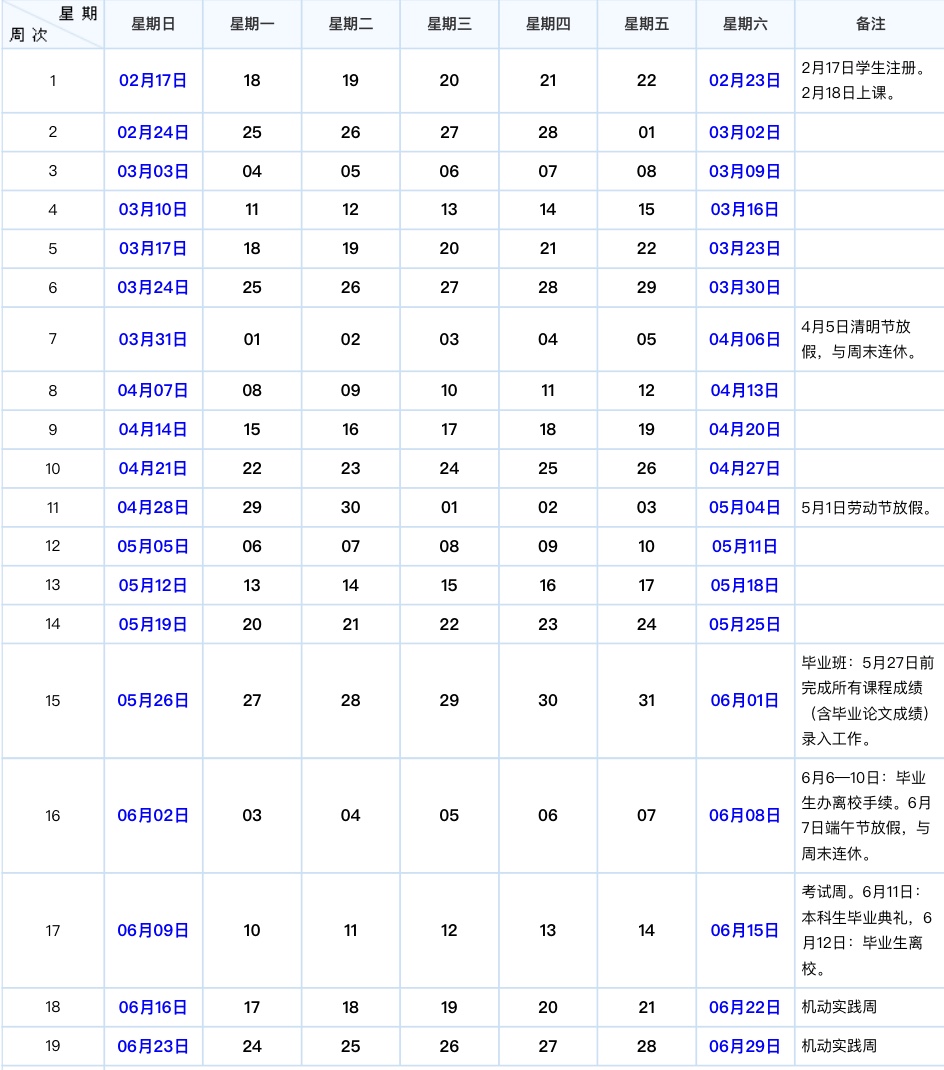 星 期
周 次
星期日 星期一 星期二 星期三 星期四 星期五 星期六 备注
1 02月17日 18 19 20 21 22 02月23日 2月17日学生注册。
2月18日上课。
2 02月24日 25 26 27 28 01 03月02日
3 03月03日 04 05 06 07 08 03月09日
4 03月10日 11 12 13 14 15 03月16日
5 03月17日 18 19 20 21 22 03月23日
6 03月24日 25 26 27 28 29 03月30日
7 03月31日 01 02 03 04 05 04月06日 4月5日清明节放
假，与周末连休。
8 04月07日 08 09 10 11 12 04月13日
9 04月14日 15 16 17 18 19 04月20日
10 04月21日 22 23 24 25 26 04月27日
11 04月28日 29 30 01 02 03 05月04日 5月1日劳动节放假。
12 05月05日 06 07 08 09 10 05月11日
13 05月12日 13 14 15 16 17 05月18日
14 05月19日 20 21 22 23 24 05月25日
15 05月26日 27 28 29 30 31 06月01日 毕业班：5月27日前
完成所有课程成绩
（含毕业论文成绩）
录入工作。
16 06月02日 03 04 05 06 07 06月08日 6月6—10日：毕业
生办离校手续。6月
7日端午节放假，与
周末连休。
17 06月09日 10 11 12 13 14 06月15日 考试周。6月11日：
本科生毕业典礼，6
月12日：毕业生离
校。
18 06月16日 17 18 19 20 21 06月22日 机动实践周
19 06月23日 24 25 26 27 28 06月29日 机动实践周